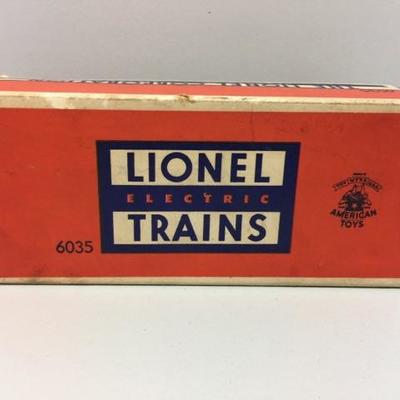 LIONEL
ELECTRIC
TRAINS
6035
AMERICAN
TOYS